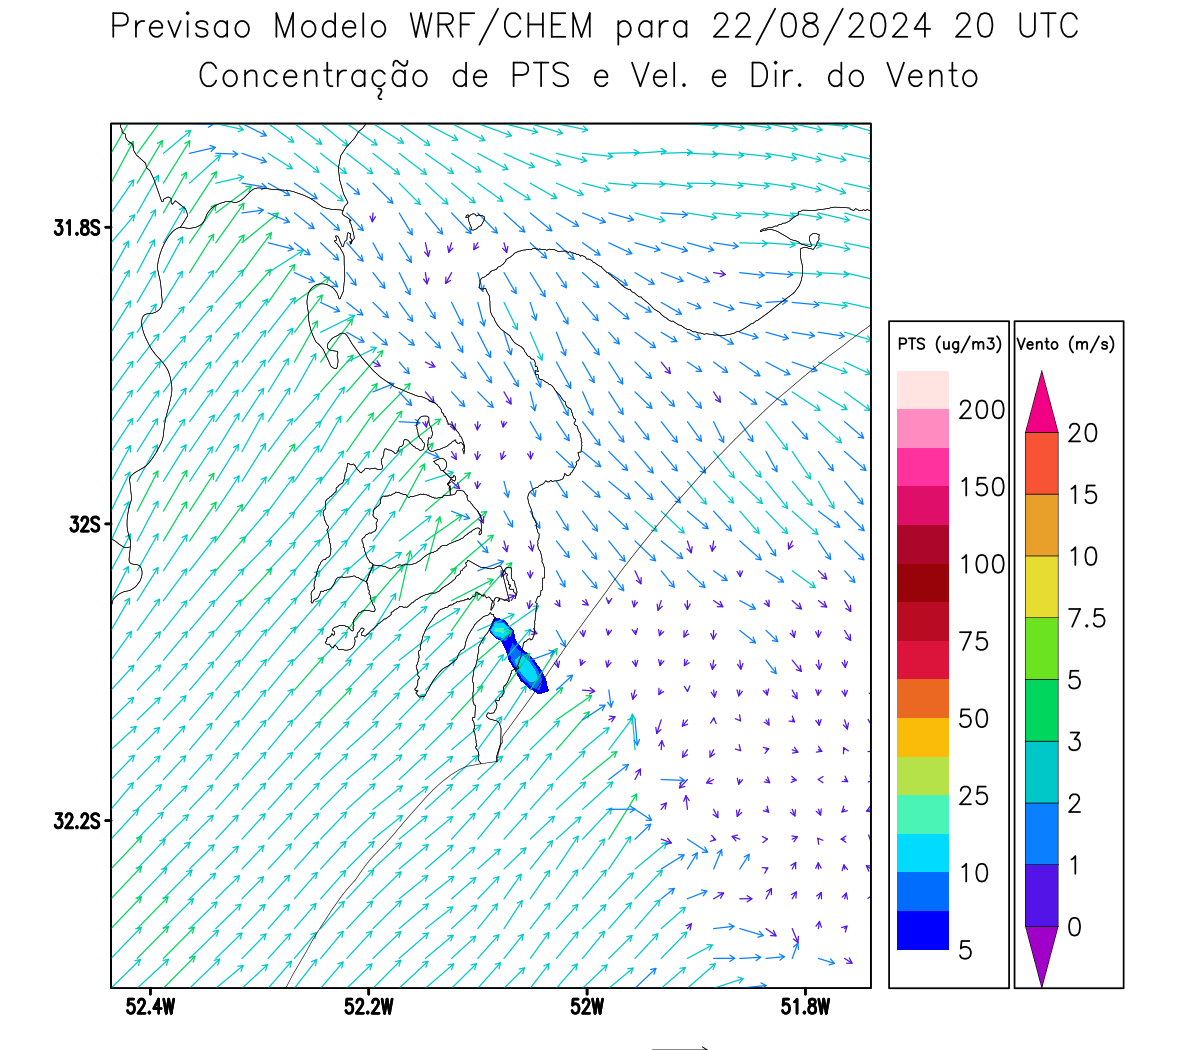 Previsao Modelo WRF/CHEM para 22/08/2024 20 UTC
Concentração de PTS e Vel. e Dir. do Vento
31.8S
32S
32.2S
52.4W
52.2W
52W
51.8W
PTS (ug/m3)
200
150
100
75
50
25
10
5
Vento (m/s)
20
15
10
7.5
5
3
2
1
0